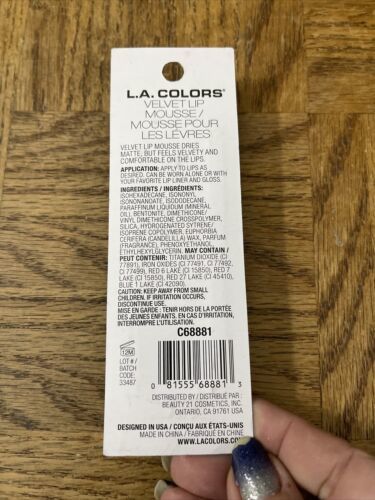 L.A. COLORS®
VELVET LIP
MOUSSE /
MOUSSE POUR
LES LÈVRES
VELVET LIP MOUSSE DRIES
MATTE, BUT FEELS VELVETY AND
COMFORTABLE ON THE LIPS.
APPLICATION: APPLY TO LIPS AS
DESIRED. CAN BE WORN ALONE OR WITH
YOUR FAVORITE LIP LINER AND GLOSS.
INGREDIENTS / INGRÉDIENTS:
ISOHEXADECANE, ISONONYL
ISONONANOATE, ISODODECANE,
PARAFFINUM LIQUIDUM (MINERAL
OIL), BENTONITE, DIMETHICONE/
VINYL DIMETHICONE CROSSPOLYMER,
SILICA, HYDROGENATED STYRENE/
ISOPRENE COPOLYMER, EUPHORBIA
CERIFERA (CANDELILLA) WAX, PARFUM
(FRAGRANCE), PHENOXYETHANOL,
ETHYLHEXYLGLYCERIN. MAY CONTAIN /
PEUT CONTENIR: TITANIUM DIOXIDE (CI
77891), IRON OXIDES (CI 77491, CI 77492,
CI 77499), RED 6 LAKE (CI 15850), RED 7
LAKE (CI 15850), RED 27 LAKE (CI 45410),
BLUE 1 LAKE (CI 42090).
CAUTION: KEEP AWAY FROM SMALL
CHILDREN. IF IRRITATION OCCURS,
DISCONTINUE USE.
MISE EN GARDE : TENIR HORS DE LA PORTÉE
DES JEUNES ENFANTS. EN CAS D'IRRITATION,
INTERROMPRE L'UTILISATION.
C68881
12M
LOT # /
BATCH
CODE:
33487
0 81555 68881 3
DISTRIBUTED BY / DISTRIBUÉ PAR :
BEAUTY 21 COSMETICS, INC.
ONTARIO, CA 91761 USA
DESIGNED IN USA / CONÇU AUX ÉTATS-UNIS
MADE IN CHINA / FABRIQUÉ EN CHINE
WWW.LACOLORS.CO